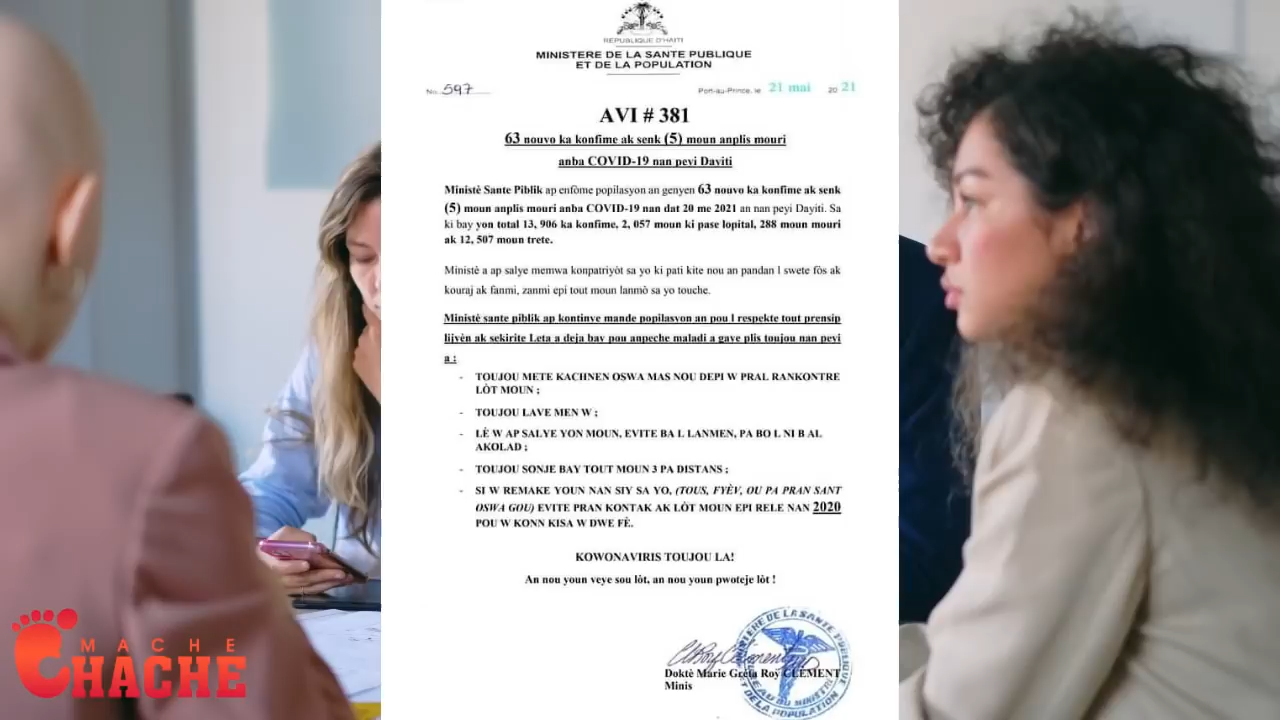 REPUBLIQUE D'HAITI
MINISTERE DE LA SANTE PUBLIQUE
ET DE LA POPULATION
No. 597
Port-au-Prince, le 21 mai 20 21
AVI # 381
63 nouvo ka konfime ak senk (5) moun anplis mouri
anba COVID-19 nan peyi Dayiti
Ministè Sante Piblik ap enfòme popilasyon an genyen 63 nouvo ka konfime ak senk
(5) moun anplis mouri anba COVID-19 nan dat 20 me 2021 an nan peyi Dayiti. Sa
ki bay yon total 13, 906 ka konfime, 2, 057 moun ki pase lopital, 288 moun mouri
ak 12, 507 moun trete.
Ministè a ap salye memwa konpatriyòt sa yo ki pati kite nou an pandan l swete fòs ak
kouraj ak fanmi, zanmi epi tout moun lanmò sa yo touche.
Ministè sante piblik ap kontinye mande popilasyon an pou l respekte tout prensip
lijyèn ak sekirite Leta a deja bay pou anpeche maladi a gaye plis toujou nan peyi
a :
- TOUJOU METE KACHNEN OSWA MAS NOU DEPI W PRAL RANKONTRE
LÒT MOUN ;
- TOUJOU LAVE MEN W ;
- LÈ W AP SALYE YON MOUN, EVITE BA L LANMEN, PA BO L NI B AL
AKOLAD ;
- TOUJOU SONJE BAY TOUT MOUN 3 PA DISTANS ;
- SI W REMAKE YOUN NAN SIY SA YO, (TOUS, FYÈV, OU PA PRAN SANT
OSWA GOU) EVITE PRAN KONTAK AK LÒT MOUN EPI RELE NAN 2020
POU W KONN KISA W DWE FÈ.
KOWONAVIRIS TOUJOU LA!
An nou youn veye sou lòt, an nou youn pwoteje lòt !
Doktè Marie Gréta Roy CLEMENT
Minis
MACHE
CHACHE